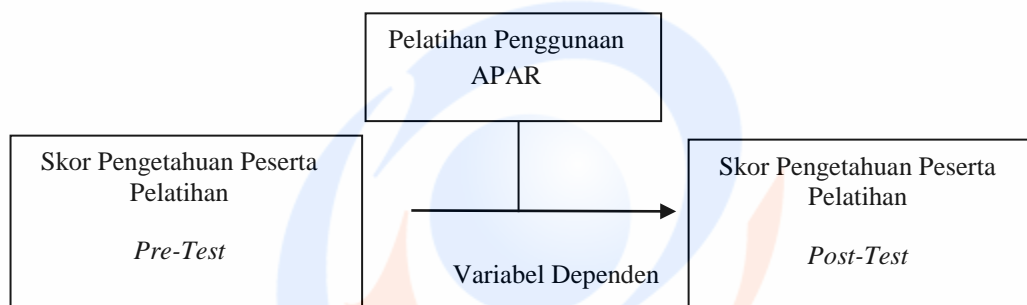 Pelatihan Penggunaan
APAR
Skor Pengetahuan Peserta
Pelatihan
Pre-Test
Variabel Dependen
Skor Pengetahuan Peserta
Pelatihan
Post-Test